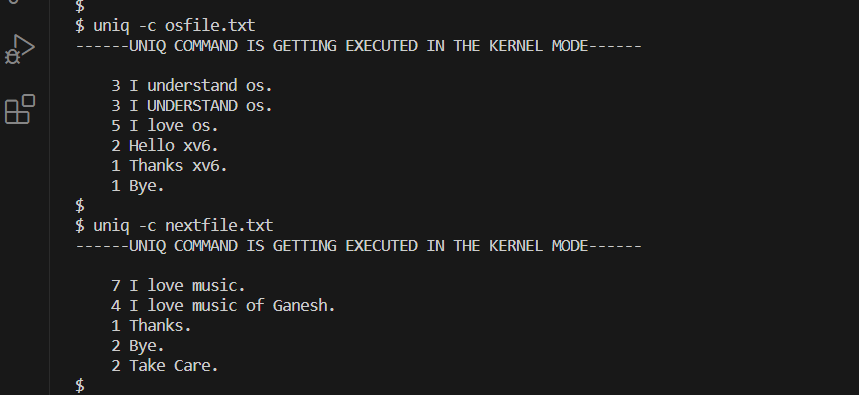 $
$ uniq -c osfile.txt
------UNIQ COMMAND IS GETTING EXECUTED IN THE KERNEL MODE------
3 I understand os.
3 I UNDERSTAND os.
5 I love os.
2 Hello xv6.
1 Thanks xv6.
1 Bye.
$
$ uniq -c nextfile.txt
------UNIQ COMMAND IS GETTING EXECUTED IN THE KERNEL MODE------
7 I love music.
4 I love music of Ganesh.
1 Thanks.
2 Bye.
2 Take Care.
$